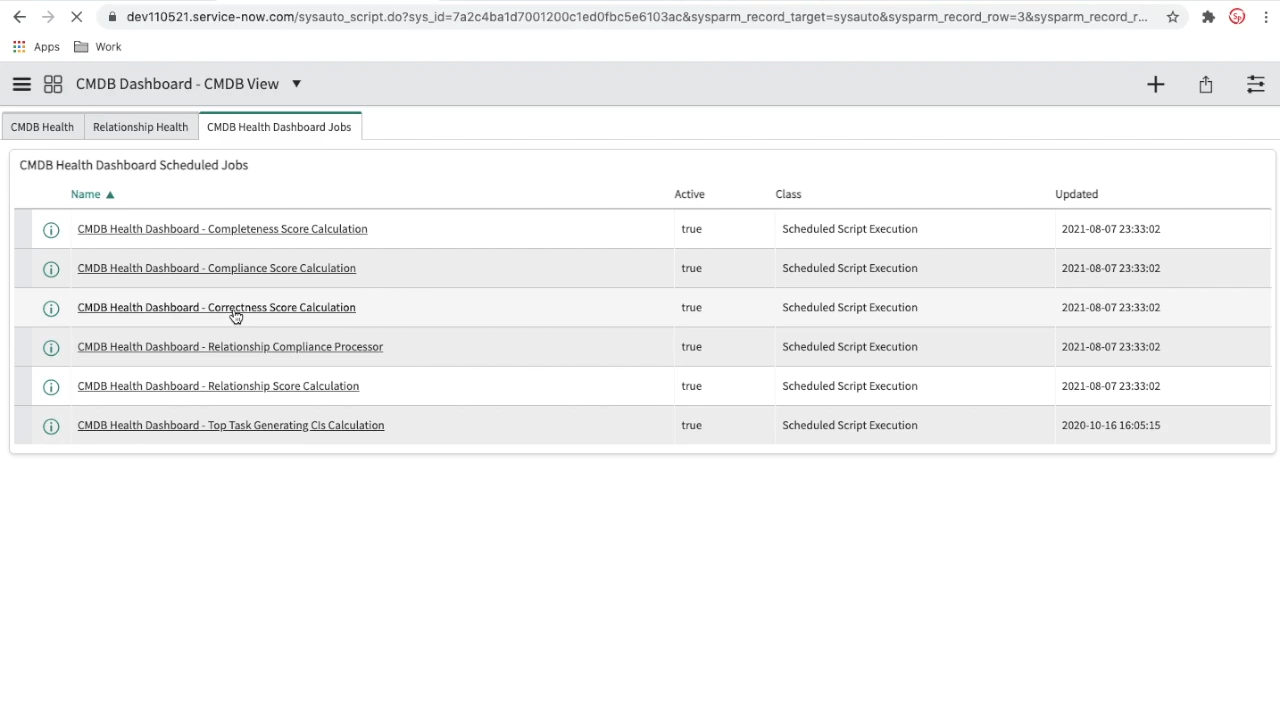 dev110521.service-now.com/sysauto_script.do?sys_id=7a2c4ba1d7001200c1ed0fbc5e6103ac&sysparm_record_target=sysauto&sysparm_record_row=3&sysparm_record_r...
Sp
Apps Work
CMDB Dashboard - CMDB View
CMDB Health Relationship Health CMDB Health Dashboard Jobs
CMDB Health Dashboard Scheduled Jobs
Name Active Class Updated
CMDB Health Dashboard - Completeness Score Calculation true Scheduled Script Execution 2021-08-07 23:33:02
CMDB Health Dashboard - Compliance Score Calculation true Scheduled Script Execution 2021-08-07 23:33:02
CMDB Health Dashboard - Correctness Score Calculation true Scheduled Script Execution 2021-08-07 23:33:02
CMDB Health Dashboard - Relationship Compliance Processor true Scheduled Script Execution 2021-08-07 23:33:02
CMDB Health Dashboard - Relationship Score Calculation true Scheduled Script Execution 2021-08-07 23:33:02
CMDB Health Dashboard - Top Task Generating CIs Calculation true Scheduled Script Execution 2020-10-16 16:05:15